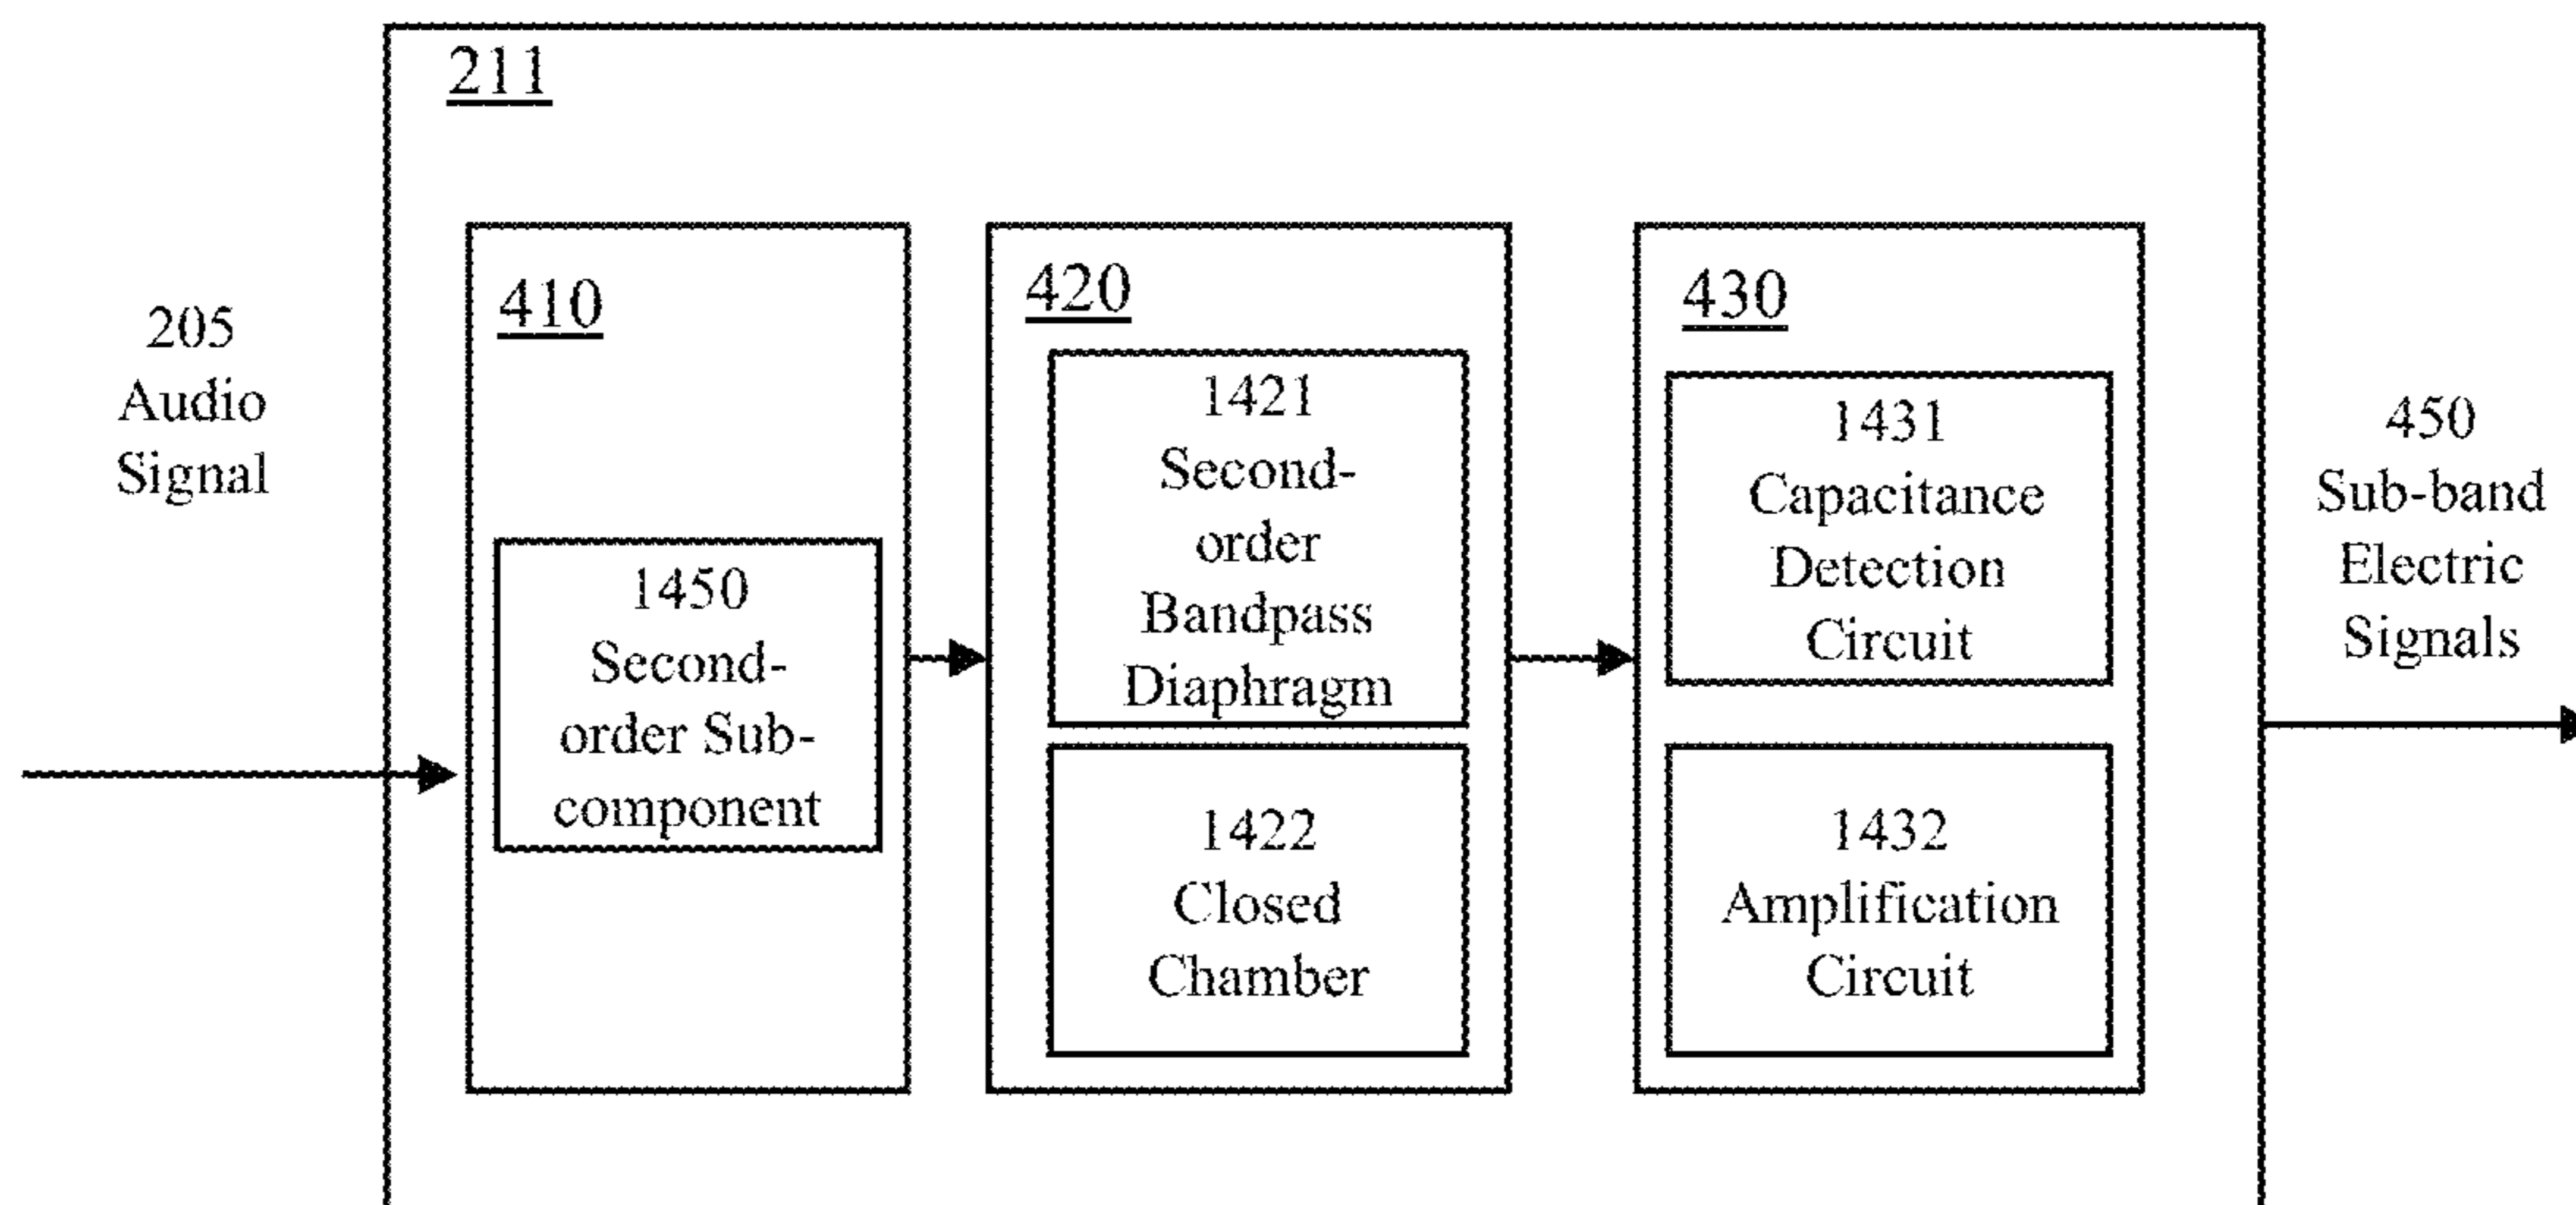 211
205
Audio
Signal
410
1450
Second-
order Sub-
component
420
1421
Second-
order
Bandpass
Diaphragm
1422
Closed
Chamber
430
1431
Capacitance
Detection
Circuit
1432
Amplification
Circuit
450
Sub-band
Electric
Signals